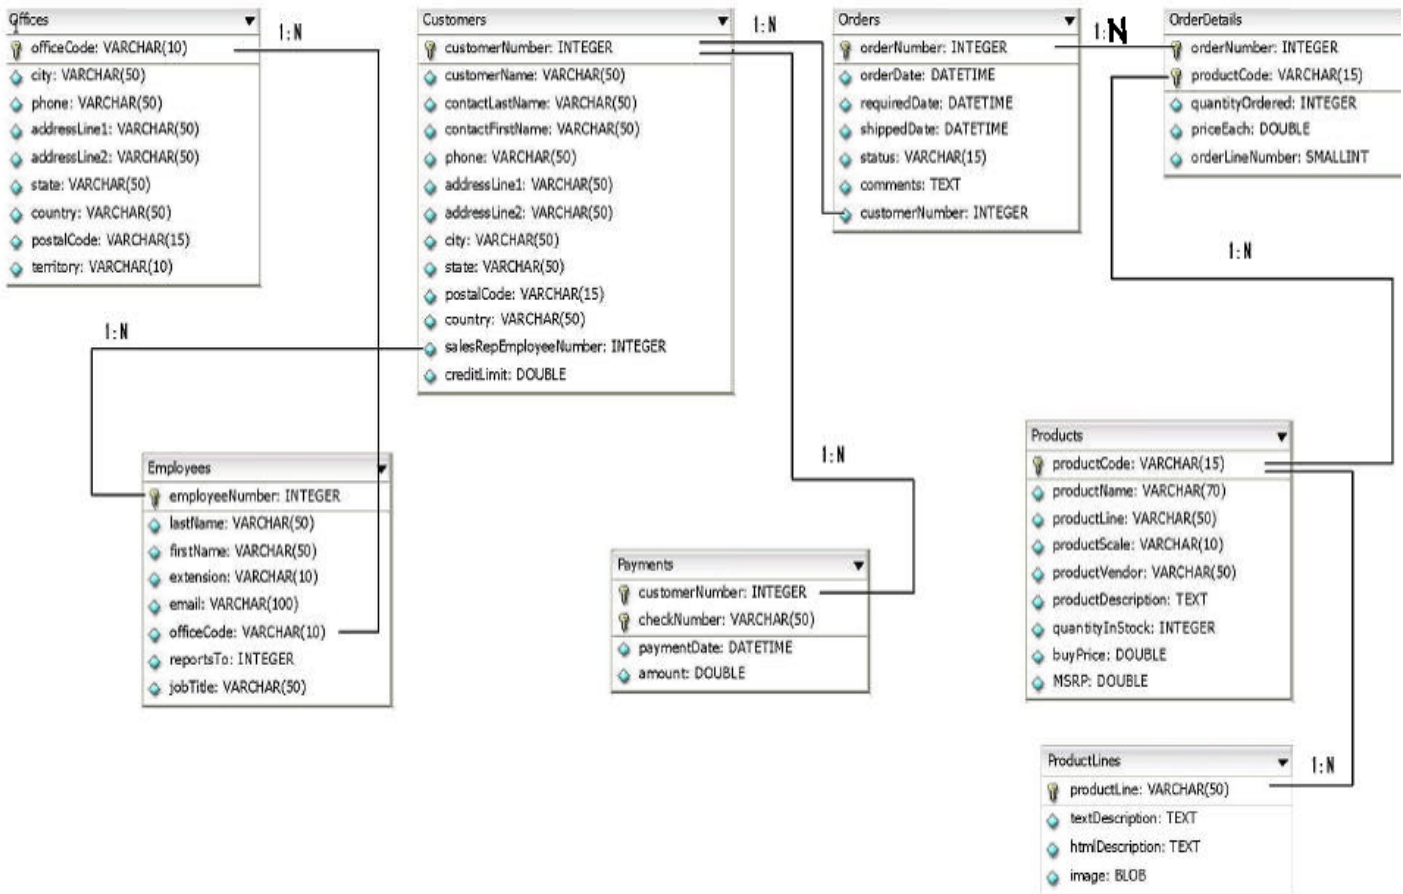 Offices
officeCode: VARCHAR(10)
city: VARCHAR(50)
phone: VARCHAR(50)
addressLine1: VARCHAR(50)
addressLine2: VARCHAR(50)
state: VARCHAR(50)
country: VARCHAR(50)
postalCode: VARCHAR(15)
territory: VARCHAR(10)
1:N
Customers
customerNumber: INTEGER
customerName: VARCHAR(50)
contactLastName: VARCHAR(50)
contactFirstName: VARCHAR(50)
phone: VARCHAR(50)
addressLine1: VARCHAR(50)
addressLine2: VARCHAR(50)
city: VARCHAR(50)
state: VARCHAR(50)
postalCode: VARCHAR(15)
country: VARCHAR(50)
salesRepEmployeeNumber: INTEGER
creditLimit: DOUBLE
1:N
Orders
orderNumber: INTEGER
orderDate: DATETIME
requiredDate: DATETIME
shippedDate: DATETIME
status: VARCHAR(15)
comments: TEXT
customerNumber: INTEGER
1:N
OrderDetails
orderNumber: INTEGER
productCode: VARCHAR(15)
quantityOrdered: INTEGER
priceEach: DOUBLE
orderLineNumber: SMALLINT
1:N
1:N
Employees
employeeNumber: INTEGER
lastName: VARCHAR(50)
firstName: VARCHAR(50)
extension: VARCHAR(10)
email: VARCHAR(100)
officeCode: VARCHAR(10)
reportsTo: INTEGER
jobTitle: VARCHAR(50)
1:N
Payments
customerNumber: INTEGER
checkNumber: VARCHAR(50)
paymentDate: DATETIME
amount: DOUBLE
Products
productCode: VARCHAR(15)
productName: VARCHAR(70)
productLine: VARCHAR(50)
productScale: VARCHAR(10)
productVendor: VARCHAR(50)
productDescription: TEXT
quantityInStock: INTEGER
buyPrice: DOUBLE
MSRP: DOUBLE
ProductLines
productLine: VARCHAR(50)
textDescription: TEXT
htmlDescription: TEXT
image: BLOB
1:N